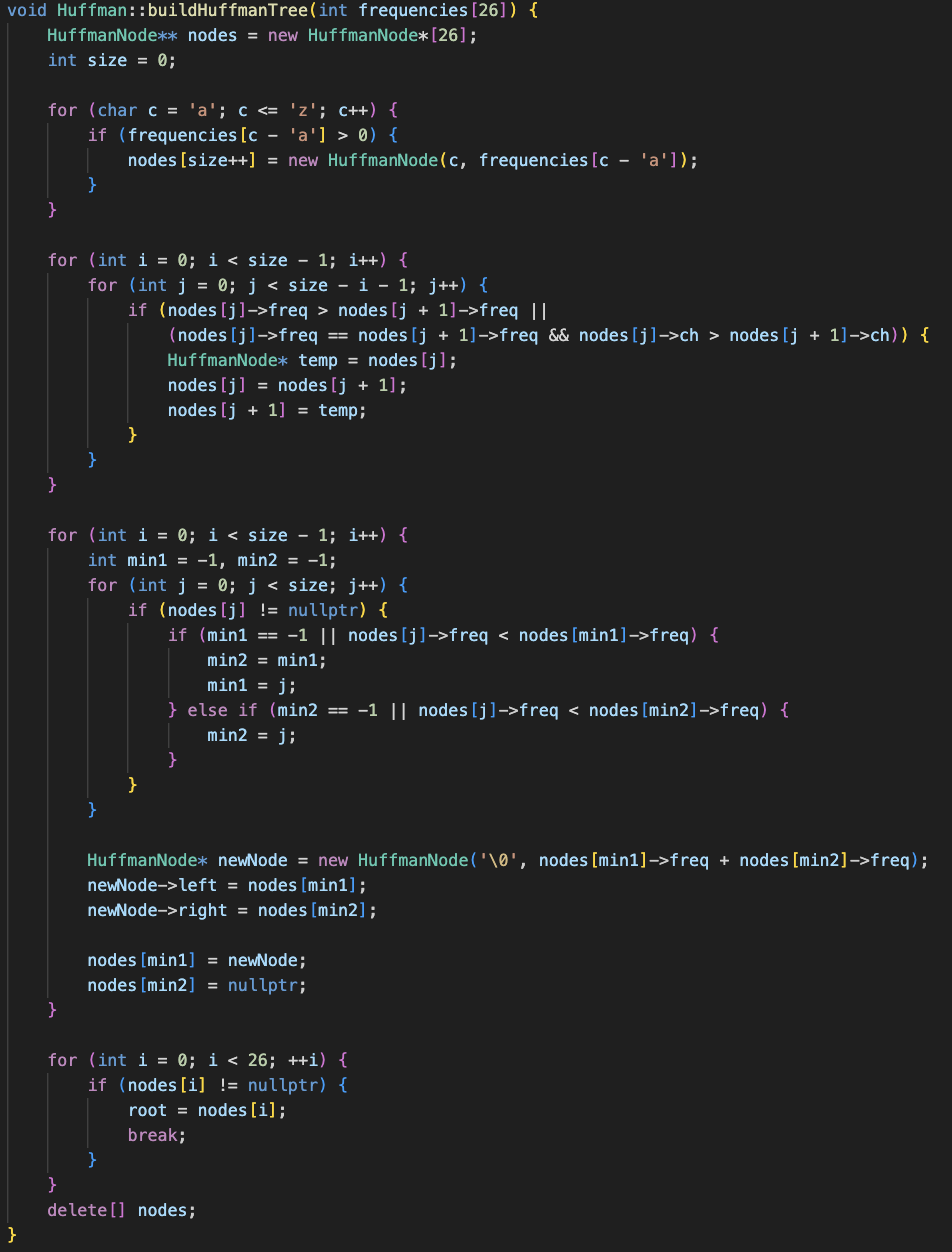 void Huffman::buildHuffmanTree(int frequencies[26]) {
    HuffmanNode** nodes = new HuffmanNode*[26];
    int size = 0;

    for (char c = 'a'; c <= 'z'; c++) {
        if (frequencies[c - 'a'] > 0) {
            nodes[size++] = new HuffmanNode(c, frequencies[c - 'a']);
        }
    }

    for (int i = 0; i < size - 1; i++) {
        for (int j = 0; j < size - i - 1; j++) {
            if (nodes[j]->freq > nodes[j + 1]->freq ||
                (nodes[j]->freq == nodes[j + 1]->freq && nodes[j]->ch > nodes[j + 1]->ch)) {
                HuffmanNode* temp = nodes[j];
                nodes[j] = nodes[j + 1];
                nodes[j + 1] = temp;
            }
        }
    }

    for (int i = 0; i < size - 1; i++) {
        int min1 = -1, min2 = -1;
        for (int j = 0; j < size; j++) {
            if (nodes[j] != nullptr) {
                if (min1 == -1 || nodes[j]->freq < nodes[min1]->freq) {
                    min2 = min1;
                    min1 = j;
                } else if (min2 == -1 || nodes[j]->freq < nodes[min2]->freq) {
                    min2 = j;
                }
            }
        }

        HuffmanNode* newNode = new HuffmanNode('\0', nodes[min1]->freq + nodes[min2]->freq);
        newNode->left = nodes[min1];
        newNode->right = nodes[min2];

        nodes[min1] = newNode;
        nodes[min2] = nullptr;
    }

    for (int i = 0; i < 26; ++i) {
        if (nodes[i] != nullptr) {
            root = nodes[i];
            break;
        }
    }
    delete[] nodes;
}